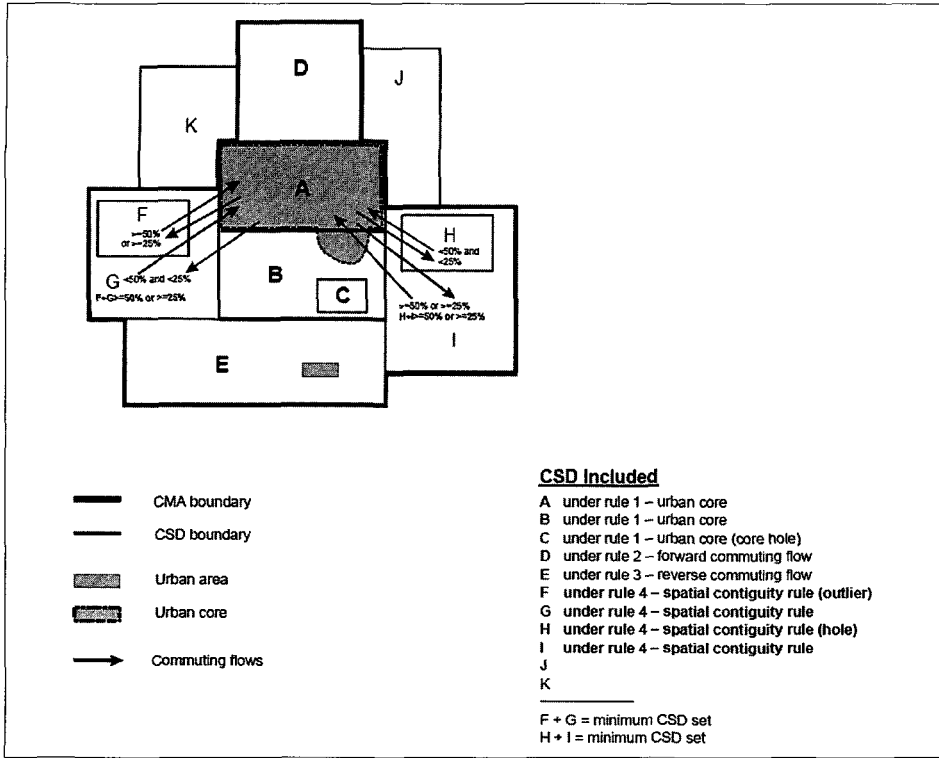 D
J
K
A
F
>=50%
or >=25%
H
<50% and
<25%
G <50% and <25%
F+G>=50% or >=25%
B
C
>=50% or >=25%
H+I>=50% or >=25%
I
E
CMA boundary
CSD boundary
Urban area
Urban core
Commuting flows
CSD Included
A under rule 1 – urban core
B under rule 1 – urban core
C under rule 1 – urban core (core hole)
D under rule 2 – forward commuting flow
E under rule 3 – reverse commuting flow
F under rule 4 – spatial contiguity rule (outlier)
G under rule 4 – spatial contiguity rule
H under rule 4 – spatial contiguity rule (hole)
I under rule 4 – spatial contiguity rule
J
K
F + G = minimum CSD set
H + I = minimum CSD set